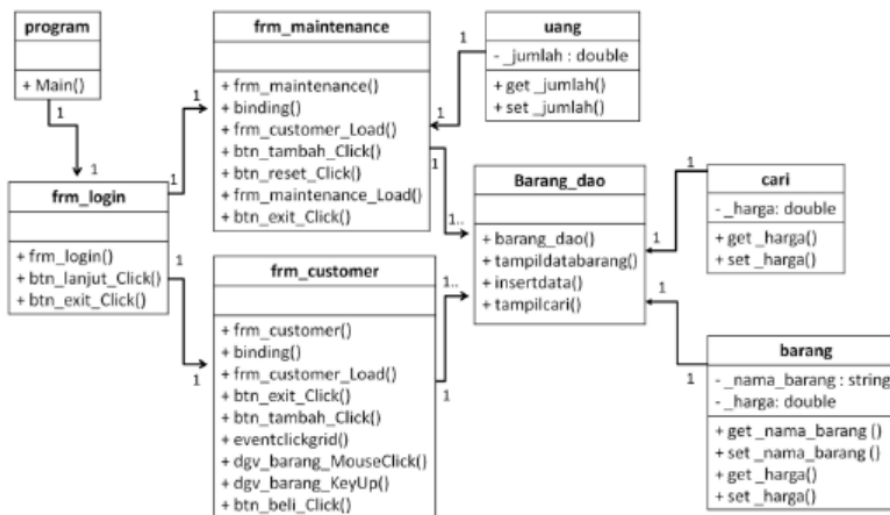 program
+ Main()
1
1
frm_login
+ frm_login()
+ btn_lanjut_Click()
+ btn_exit_Click()
1
1
1
1
frm_maintenance
+ frm_maintenance()
+ binding()
+ frm_customer_Load()
+ btn_tambah_Click()
+ btn_reset_Click()
+ frm_maintenance_Load()
+ btn_exit_Click()
1
1
1
1..
uang
- _jumlah : double
+ get _jumlah()
+ set _jumlah()
frm_customer
+ frm_customer()
+ binding()
+ frm_customer_Load()
+ btn_exit_Click()
+ btn_tambah_Click()
+ eventclickgrid()
+ dgv_barang_MouseClick()
+ dgv_barang_KeyUp()
+ btn_beli_Click()
1..
1
Barang_dao
+ barang_dao()
+ tampildatabarang()
+ insertdata()
+ tampilcari()
1
1
1
1
cari
- _harga: double
+ get _harga()
+ set _harga()
barang
- _nama_barang : string
- _harga: double
+ get _nama_barang ()
+ set _nama_barang ()
+ get _harga()
+ set _harga()